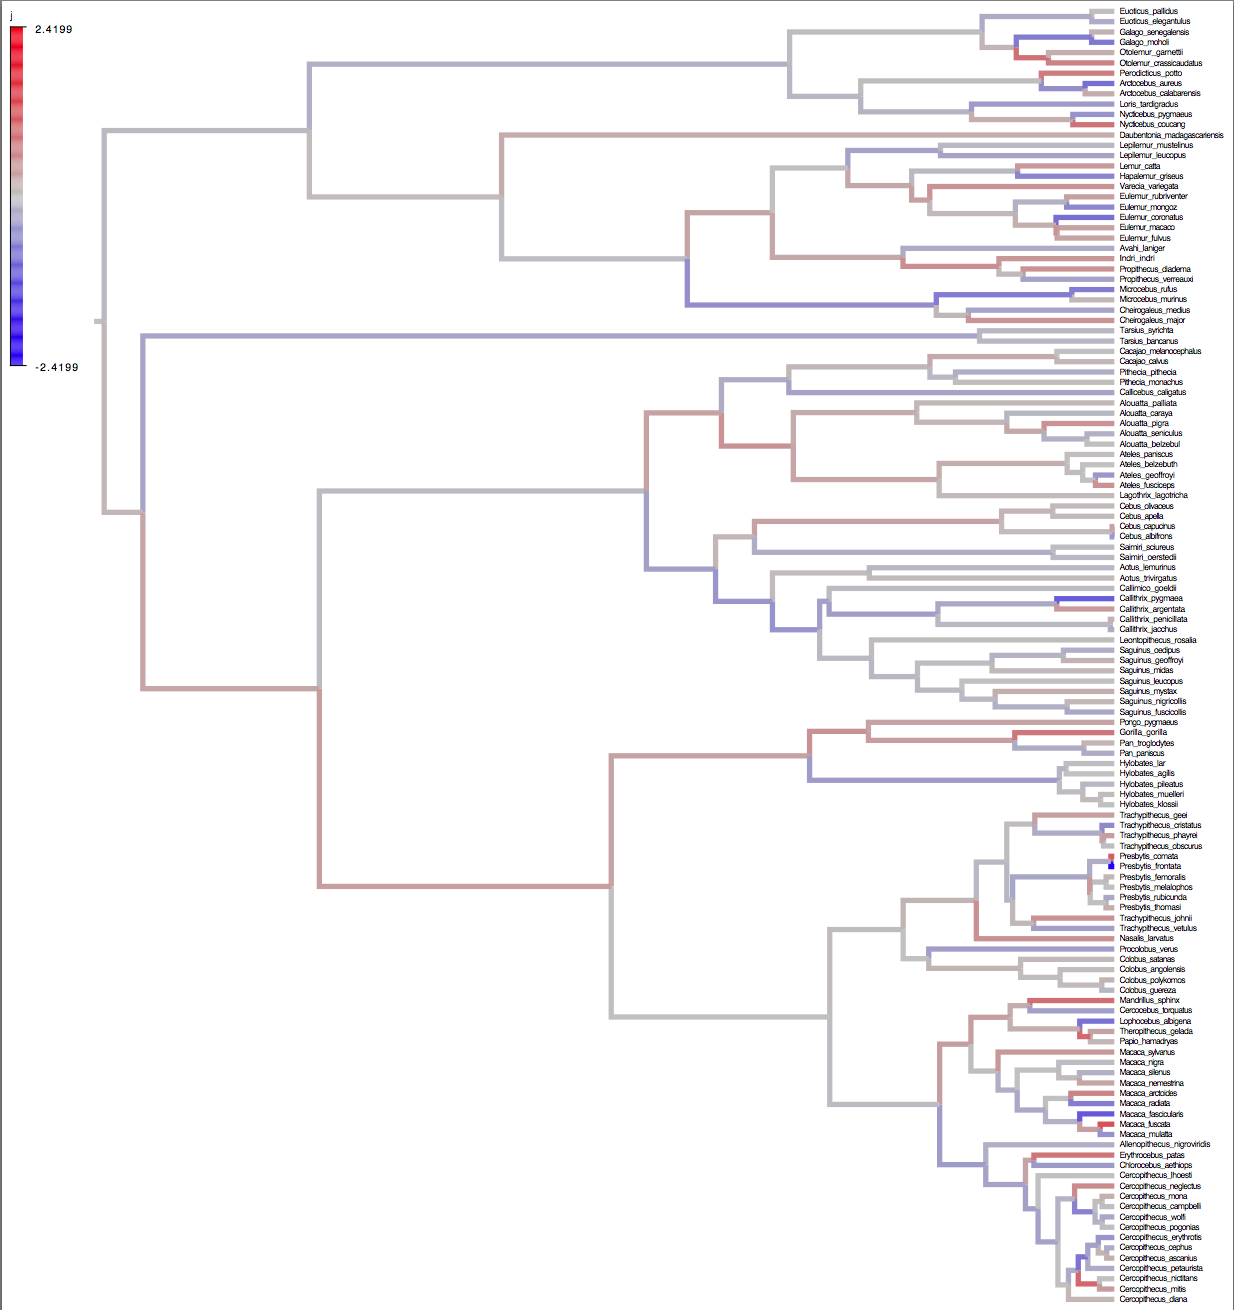 j
2.4199
-2.4199
Euoticus_pallidus
Euoticus_elegantulus
Galago_senegalensis
Galago_moholi
Otolemur_garnettii
Otolemur_crassicaudatus
Perodicticus_potto
Arctocebus_aureus
Arctocebus_calabarensis
Loris_tardigradus
Nycticebus_pygmaeus
Nycticebus_coucang
Daubentonia_madagascariensis
Lepilemur_mustelinus
Lepilemur_leucopus
Lemur_catta
Hapalemur_griseus
Varecia_variegata
Eulemur_rubriventer
Eulemur_mongoz
Eulemur_coronatus
Eulemur_macaco
Eulemur_fulvus
Avahi_laniger
Indri_indri
Propithecus_diadema
Propithecus_verreauxi
Microcebus_rufus
Microcebus_murinus
Cheirogaleus_medius
Cheirogaleus_major
Tarsius_syrichta
Tarsius_bancanus
Cacajao_melanocephalus
Cacajao_calvus
Pithecia_pithecia
Pithecia_monachus
Callicebus_caligatus
Alouatta_palliata
Alouatta_caraya
Alouatta_pigra
Alouatta_seniculus
Alouatta_belzebul
Ateles_paniscus
Ateles_belzebuth
Ateles_geoffroyi
Ateles_fusciceps
Lagothrix_lagotricha
Cebus_olivaceus
Cebus_apella
Cebus_capucinus
Cebus_albifrons
Saimiri_sciureus
Saimiri_oerstedii
Aotus_lemurinus
Aotus_trivirgatus
Callimico_goeldii
Callithrix_pygmaea
Callithrix_argentata
Callithrix_penicillata
Callithrix_jacchus
Leontopithecus_rosalia
Saguinus_oedipus
Saguinus_geoffroyi
Saguinus_midas
Saguinus_leucopus
Saguinus_mystax
Saguinus_nigricollis
Saguinus_fuscicollis
Pongo_pygmaeus
Gorilla_gorilla
Pan_troglodytes
Pan_paniscus
Hylobates_lar
Hylobates_agilis
Hylobates_pileatus
Hylobates_muelleri
Hylobates_klossii
Trachypithecus_geei
Trachypithecus_cristatus
Trachypithecus_phayrei
Trachypithecus_obscurus
Presbytis_comata
Presbytis_frontata
Presbytis_femoralis
Presbytis_melalophos
Presbytis_rubicunda
Presbytis_thomasi
Trachypithecus_johnii
Trachypithecus_vetulus
Nasalis_larvatus
Procolobus_verus
Colobus_satanas
Colobus_angolensis
Colobus_polykomos
Colobus_guereza
Mandrillus_sphinx
Cercocebus_torquatus
Lophocebus_albigena
Theropithecus_gelada
Papio_hamadryas
Macaca_sylvanus
Macaca_nigra
Macaca_silenus
Macaca_nemestrina
Macaca_arctoides
Macaca_radiata
Macaca_fascicularis
Macaca_fuscata
Macaca_mulatta
Allenopithecus_nigroviridis
Erythrocebus_patas
Chlorocebus_aethiops
Cercopithecus_lhoesti
Cercopithecus_neglectus
Cercopithecus_mona
Cercopithecus_campbelli
Cercopithecus_wolfi
Cercopithecus_pogonias
Cercopithecus_erythrotis
Cercopithecus_cephus
Cercopithecus_ascanius
Cercopithecus_petaurista
Cercopithecus_nictitans
Cercopithecus_mitis
Cercopithecus_diana